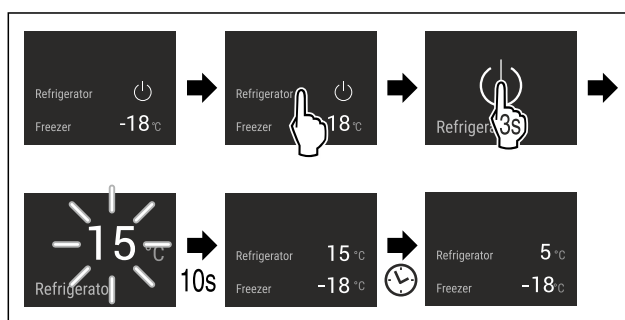 Refrigerator
Freezer -18 °C
Refrigerator
Freezer 18 °C
Refrigera 3s
15 °C
Refrigerato
10s
Refrigerator 15 °C
Freezer -18 °C
Refrigerator 5 °C
Freezer -18°C